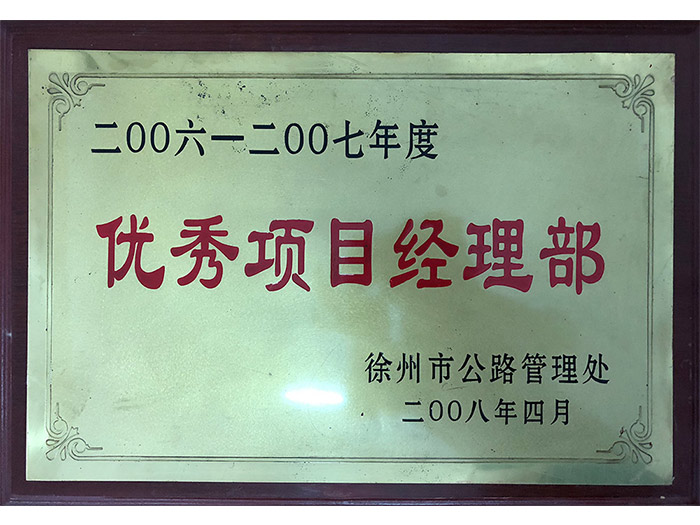 二00六一二00七年度
优秀项目经理部
徐州市公路管理处
二00八年四月